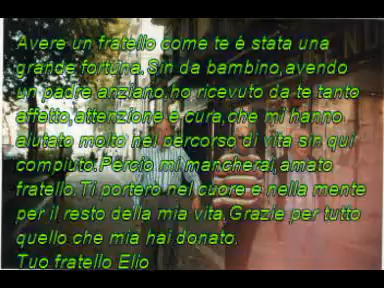 Avere un fratello come te è stata una
grande fortuna.Sin da bambino,avendo
un padre anziano,ho ricevuto da te tanto
affetto,attenzione e cura,che mi hanno
aiutato molto nel percorso di vita sin qui
compiuto.Perciò mi mancherai,amato
fratello.Ti porterò nel cuore e nella mente
per il resto della mia vita.Grazie per tutto
quello che mia hai donato.
Tuo fratello Elio